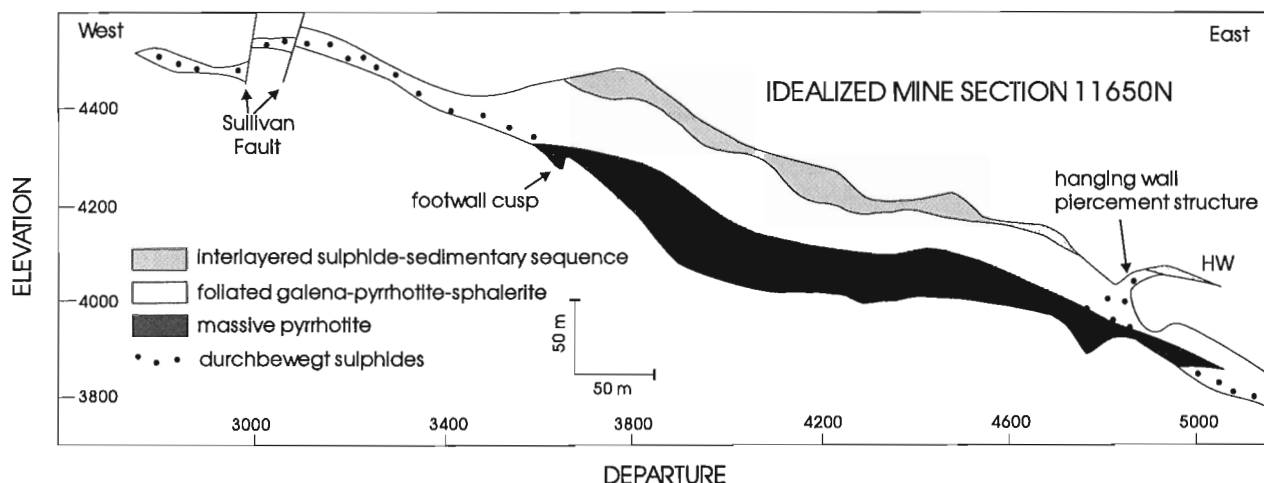 West
East
IDEALIZED MINE SECTION 11650N
4400
Sullivan
Fault
hanging wall
piercement structure
footwall cusp
4200
ELEVATION
interlayered sulphide-sedimentary sequence
HW
foliated galena-pyrrhotite-sphalerite
4000
massive pyrrhotite
50 m
durchbewegt sulphides
50 m
3800
3000
3400
3800
4200
4600
5000
DEPARTURE